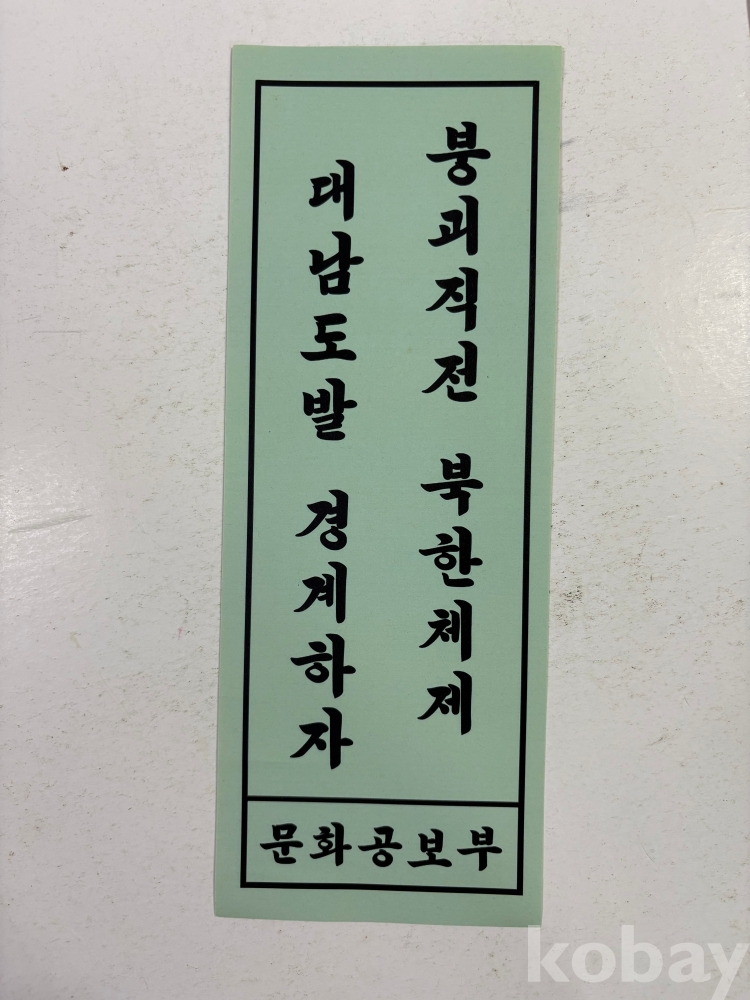 붕괴직전 북한체제
대남도발 경계하자
문화공보부
kobay